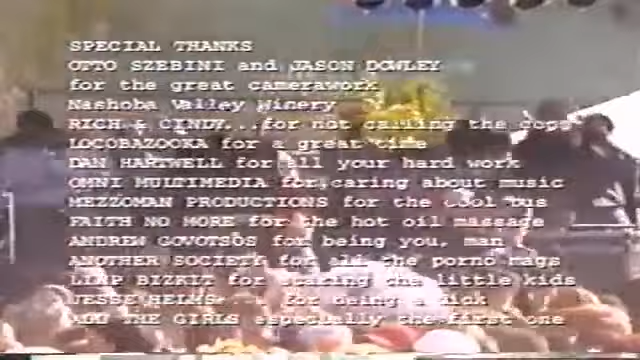 SPECIAL THANKS
OTTO SZEBINI and JASON DOWLEY
for the great camerawork
Nashoba Valley Winery
RICH & CINDY...for not calling the cops
LOCOBAZOOKA for a great time
DAN HARTWELL for all your hard work
OMNI MULTIMEDIA for caring about music
MEZZOMAN PRODUCTIONS for the cool bus
FAITH NO MORE for the hot oil massage
ANDREW GOVOTSOS for being you, man
ANOTHER SOCIETY for all the porno rags
LIMP BIZKIT for scaring the little kids
JESSE HELMS... for being a dick
ALL THE GIRLS especially the first one